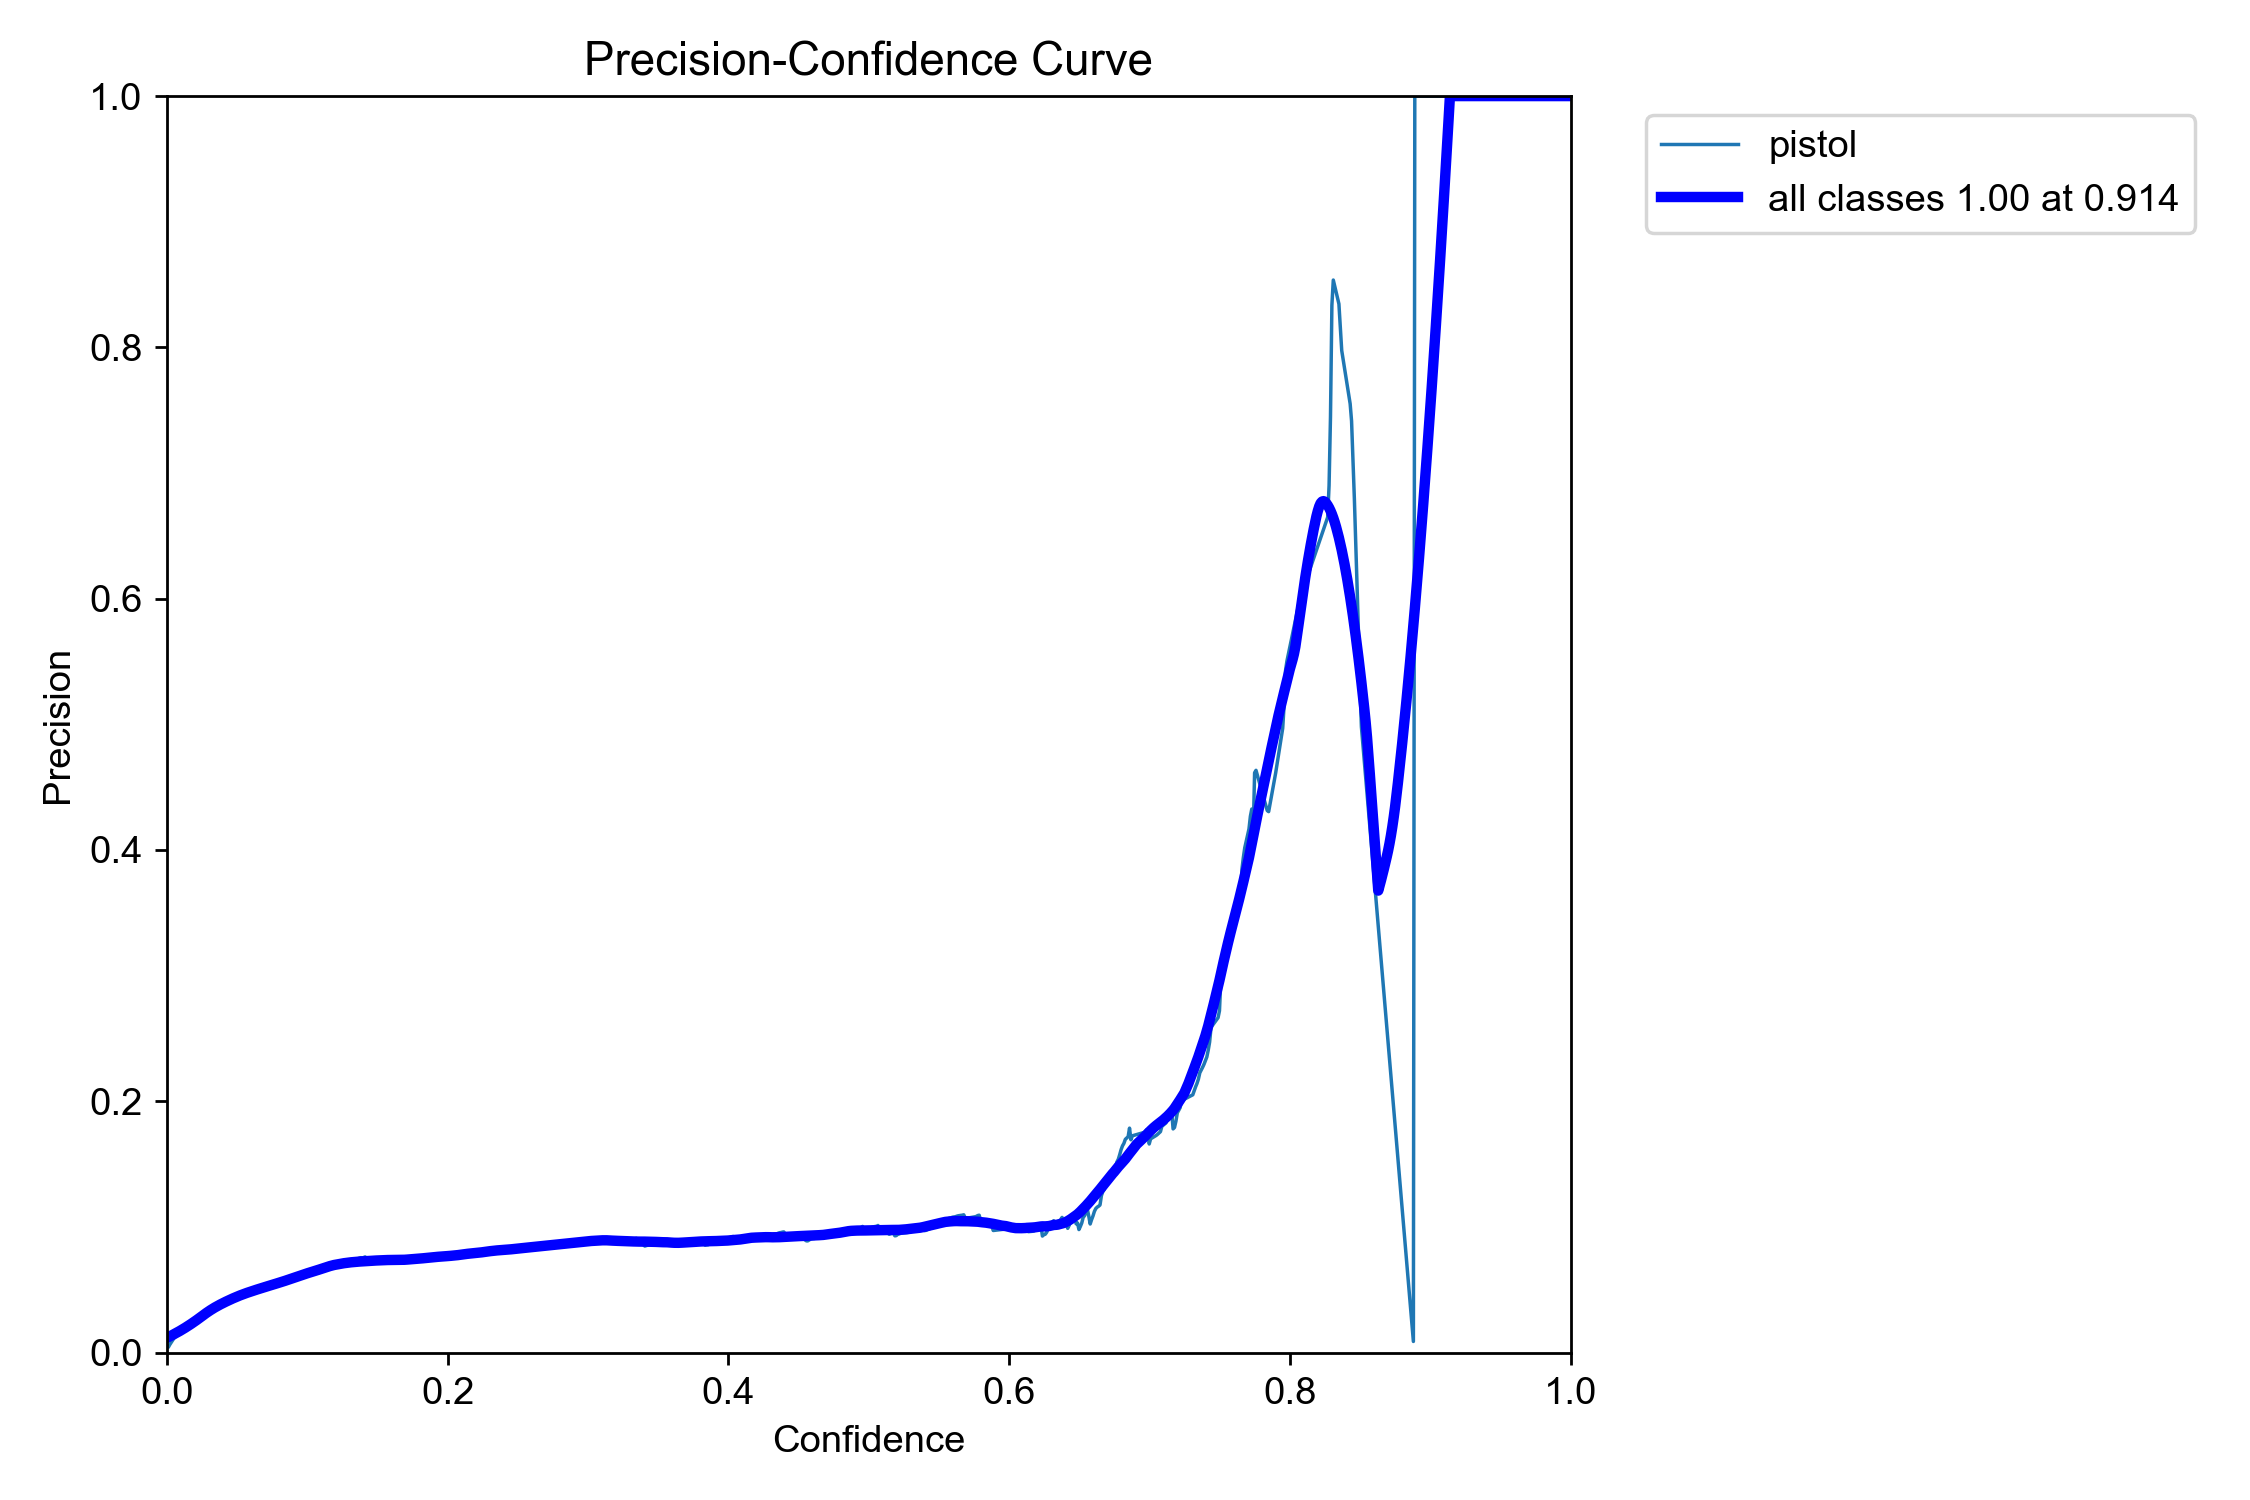 Precision-Confidence Curve
1.0
0.8
0.6
0.4
0.2
0.0
Precision
0.0 0.2 0.4 0.6 0.8 1.0
Confidence
pistol
all classes 1.00 at 0.914